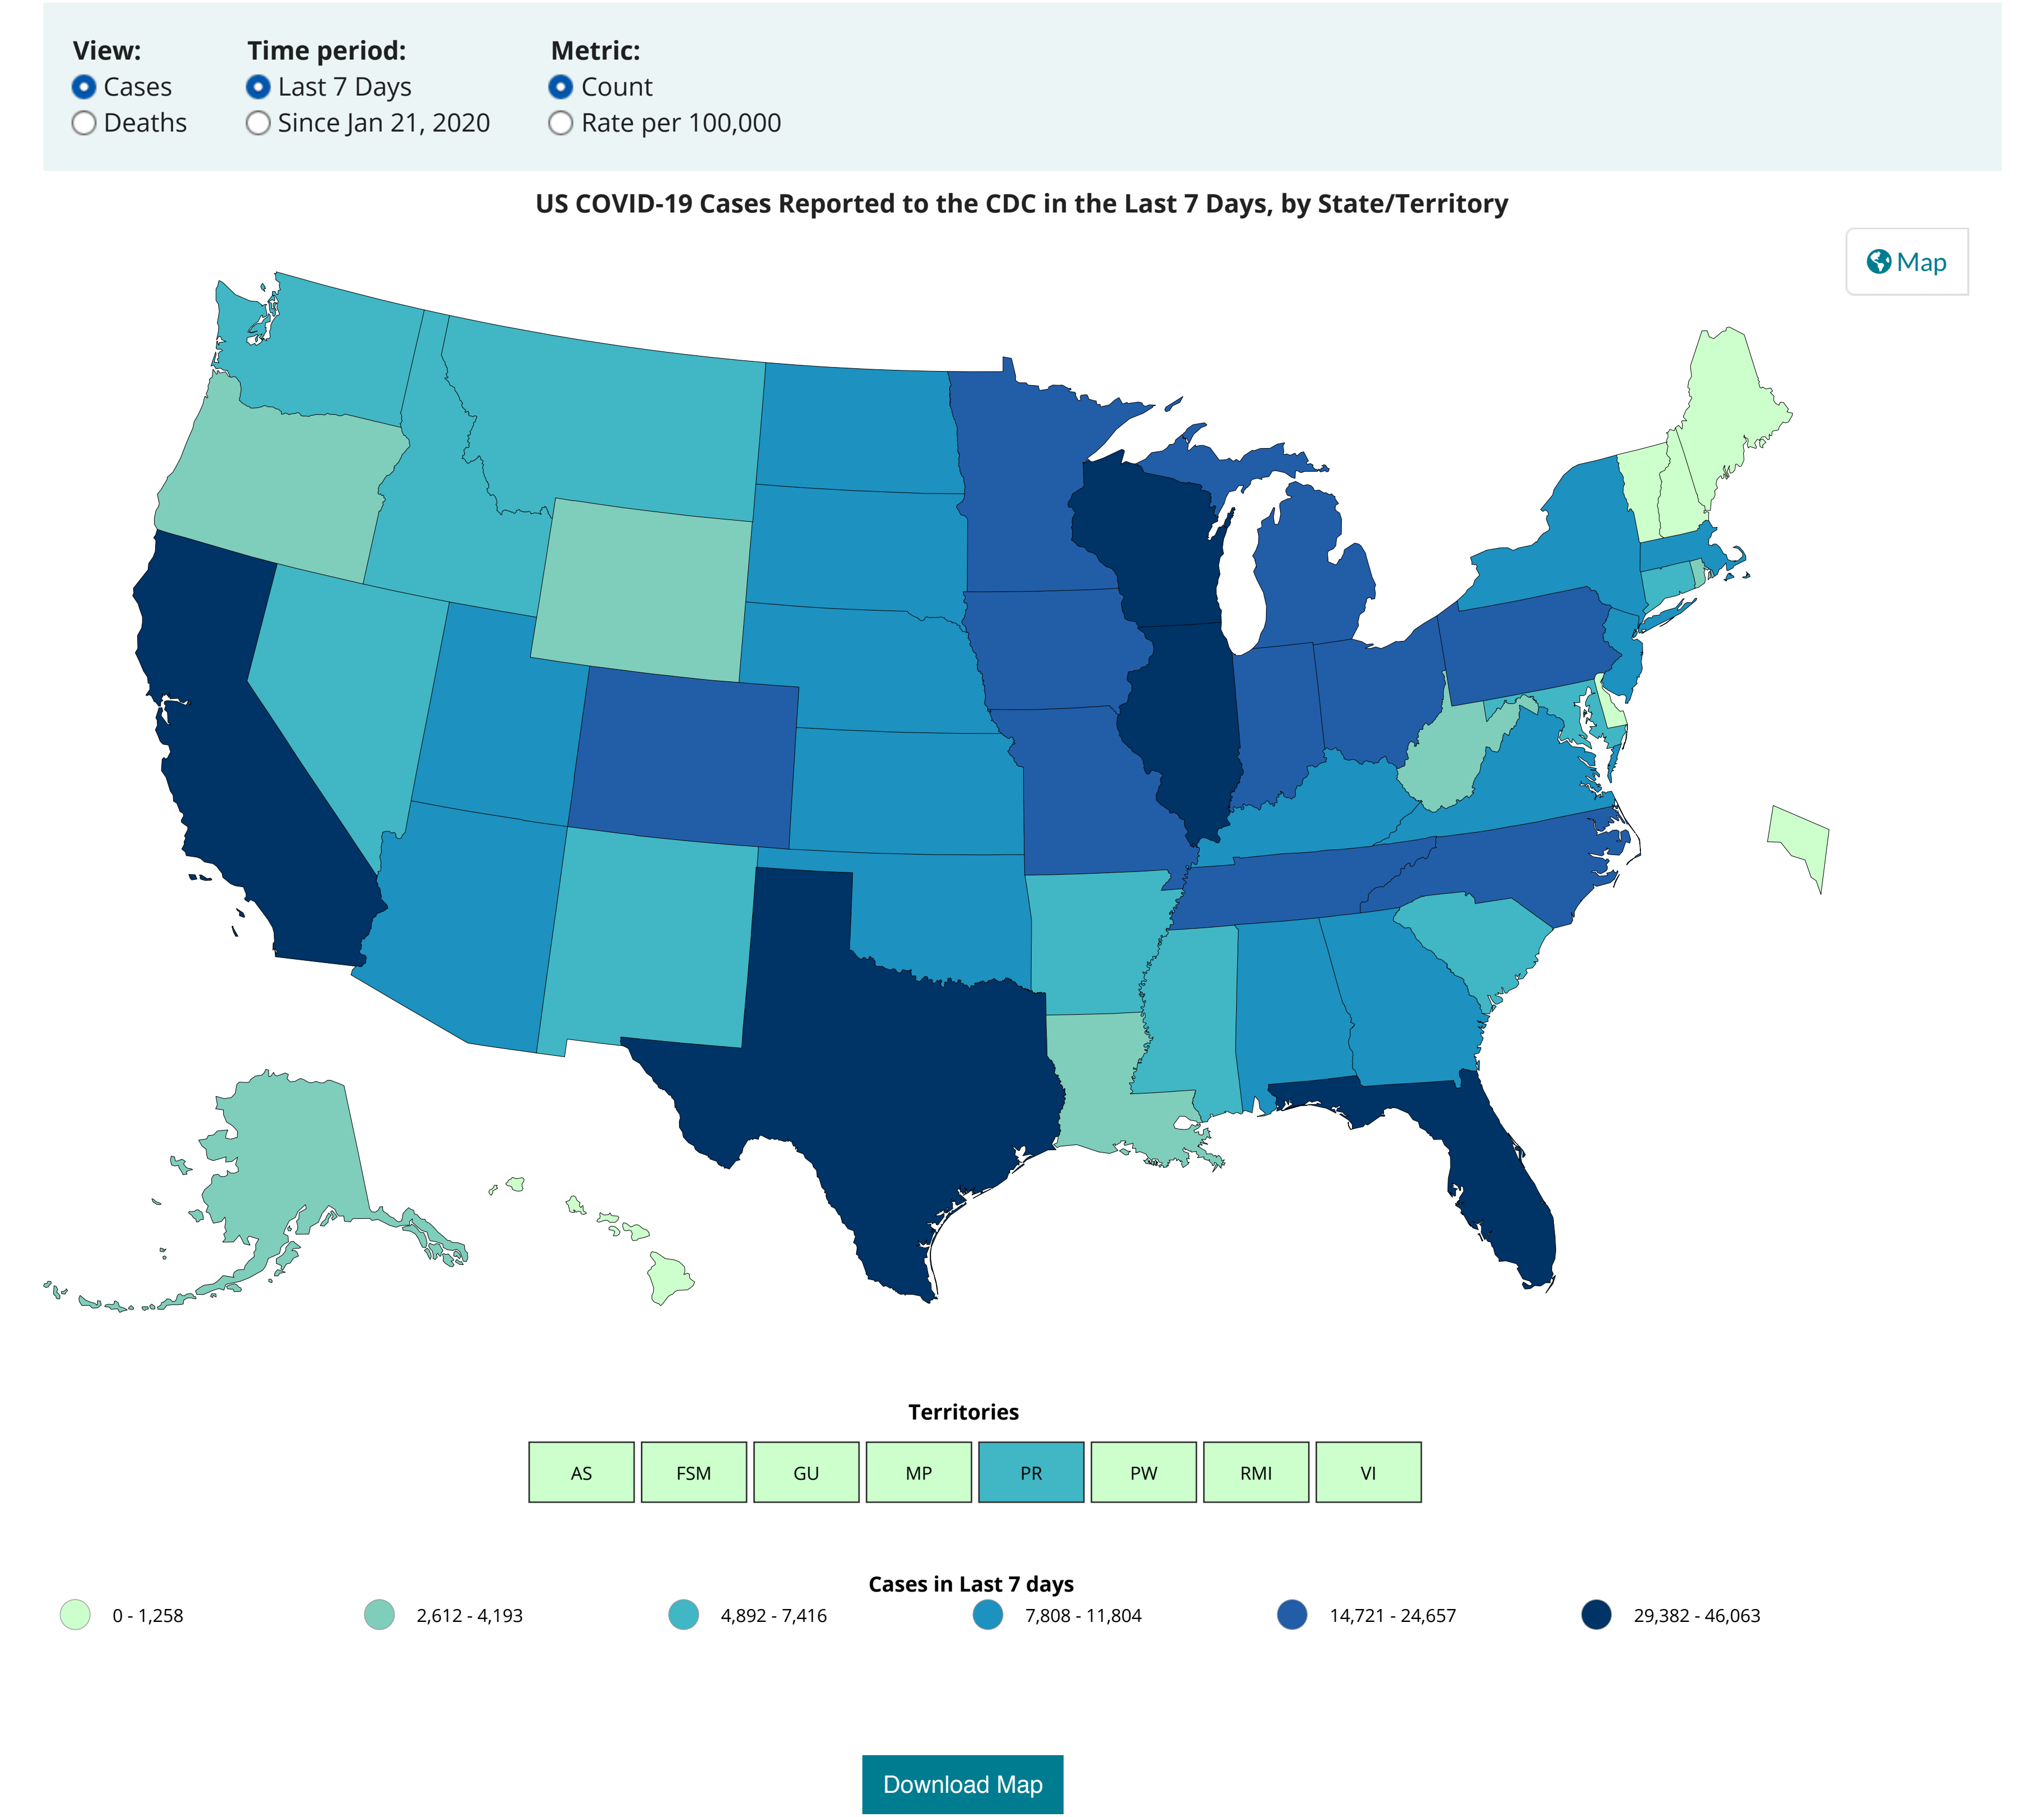 View:
Time period:
Metric:
Cases
Last 7 Days
Count
Deaths
Since Jan 21, 2020
Rate per 100,000
US COVID-19 Cases Reported to the CDC in the Last 7 Days, by State/Territory
Map
Territories
AS
FSM
GU
MP
PR
PW
RMI
VI
Cases in Last 7 days
0 - 1,258
2,612 - 4,193
4,892 - 7,416
7,808 - 11,804
14,721 - 24,657
29,382 - 46,063
Download Map